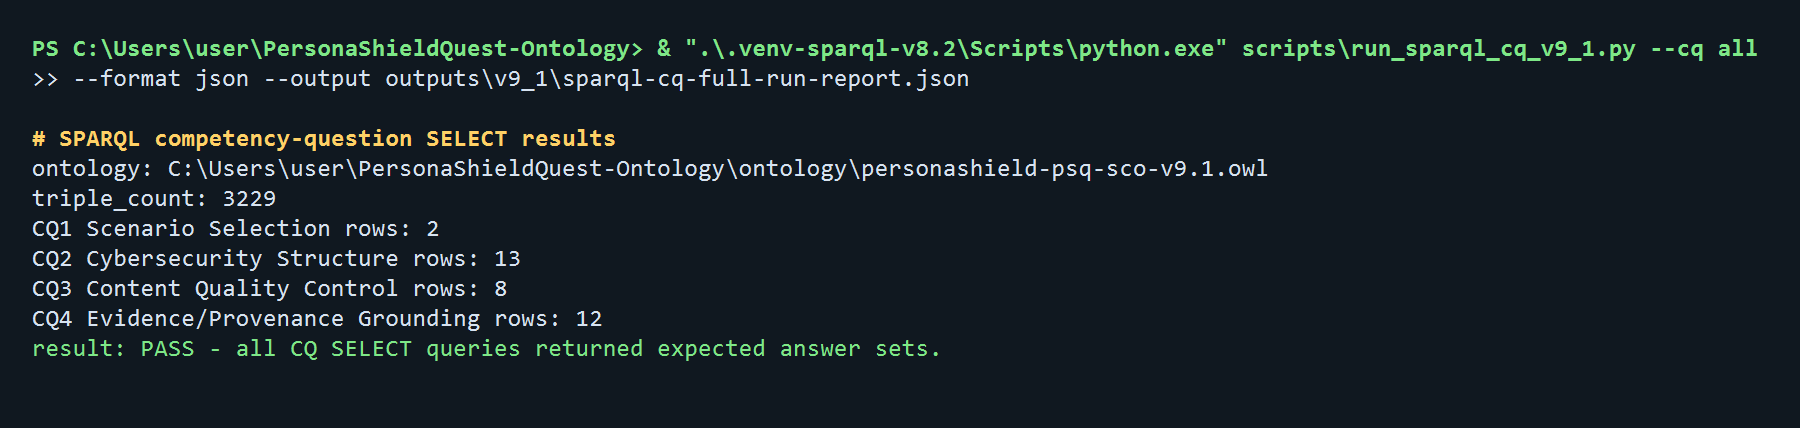 PS C:\Users\user\PersonaShieldQuest-Ontology> & ".\.venv-sparql-v8.2\Scripts\python.exe" scripts\run_sparql_cq_v9_1.py --cq all
>> --format json --output outputs\v9_1\sparql-cq-full-run-report.json
# SPARQL competency-question SELECT results
ontology: C:\Users\user\PersonaShieldQuest-Ontology\ontology\personashield-psq-sco-v9.1.owl
triple_count: 3229
CQ1 Scenario Selection rows: 2
CQ2 Cybersecurity Structure rows: 13
CQ3 Content Quality Control rows: 8
CQ4 Evidence/Provenance Grounding rows: 12
result: PASS - all CQ SELECT queries returned expected answer sets.